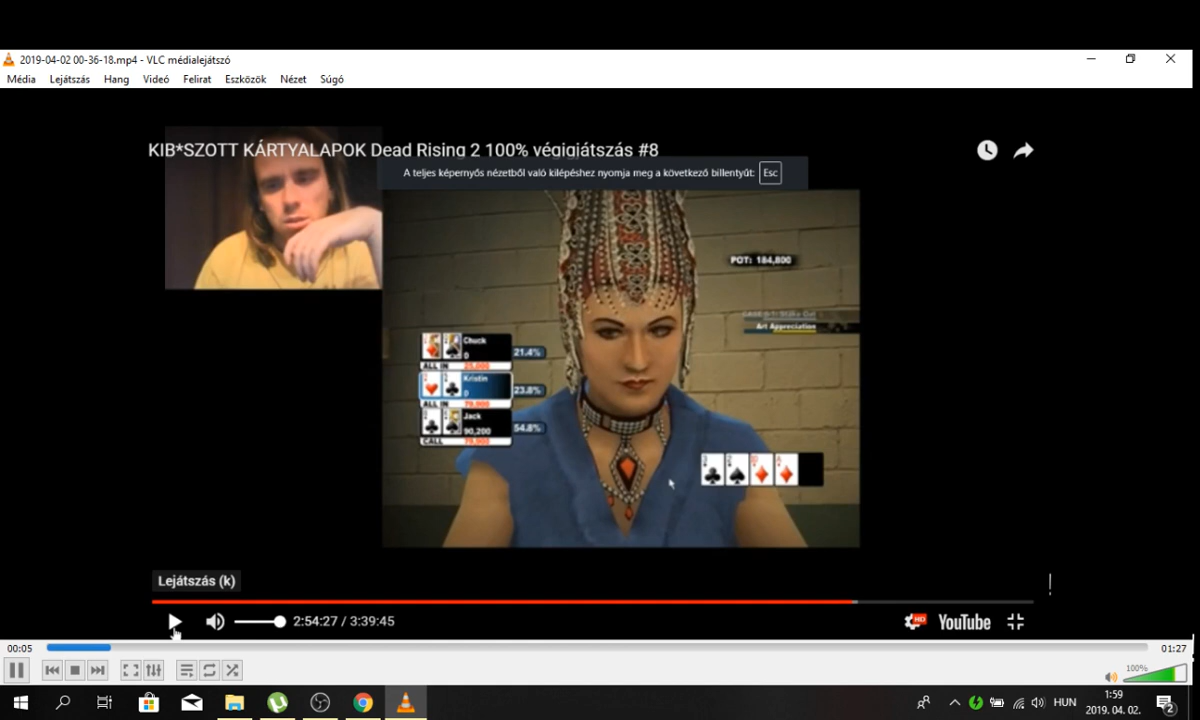 2019-04-02 00-36-18.mp4 - VLC médialejátszó
Média Lejátszás Hang Videó Felirat Eszközök Nézet Súgó
KIB*SZOTT KÁRTYALAPOK Dead Rising 2 100% végigjátszás #8
A teljes képernyős nézetből való kilépéshez nyomja meg a következő billentyűt: Esc
POT: 184,800
Art Appreciation
Chuck
0
21.4%
ALL IN
Kristin
0
23.8%
ALL IN 79,000
Jack
90,200
54.8%
CALL 79,000
Lejátszás (k)
2:54:27 / 3:39:45
HD
YouTube
00:05
01:27
100%
HUN
1:59
2019. 04. 02.
2